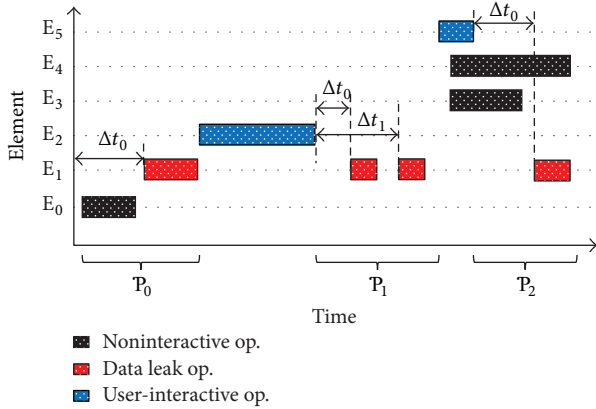 E5
Δt0
E4
E3
Δt0
E2
Δt1
Δt0
E1
E0
Element
P0
P1
P2
Time
Noninteractive op.
Data leak op.
User-interactive op.